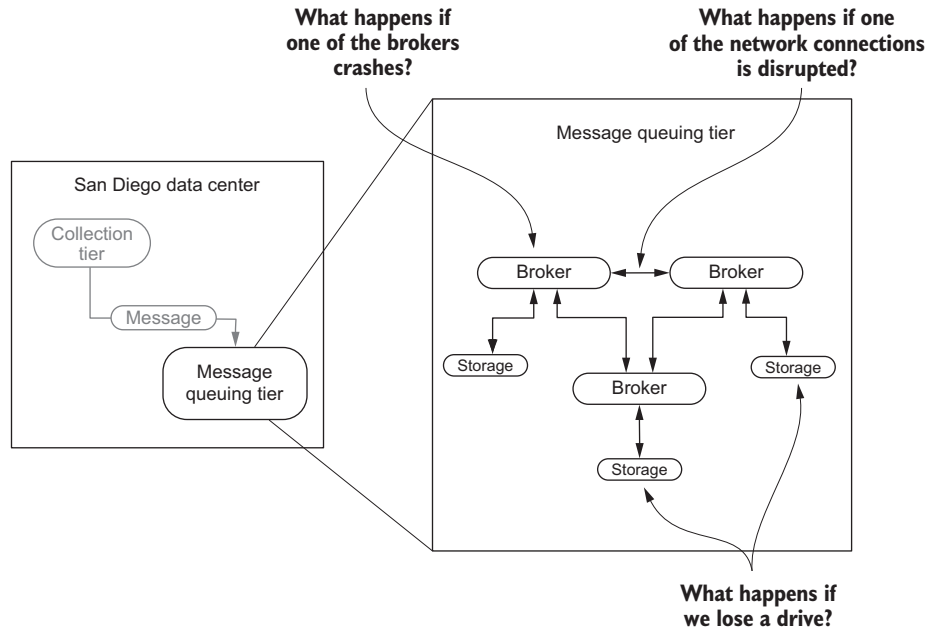 What happens if
one of the brokers
crashes?
What happens if one
of the network connections
is disrupted?
San Diego data center
Collection
tier
Message
Message
queuing tier
Message queuing tier
Broker
Broker
Storage
Broker
Storage
Storage
What happens if
we lose a drive?